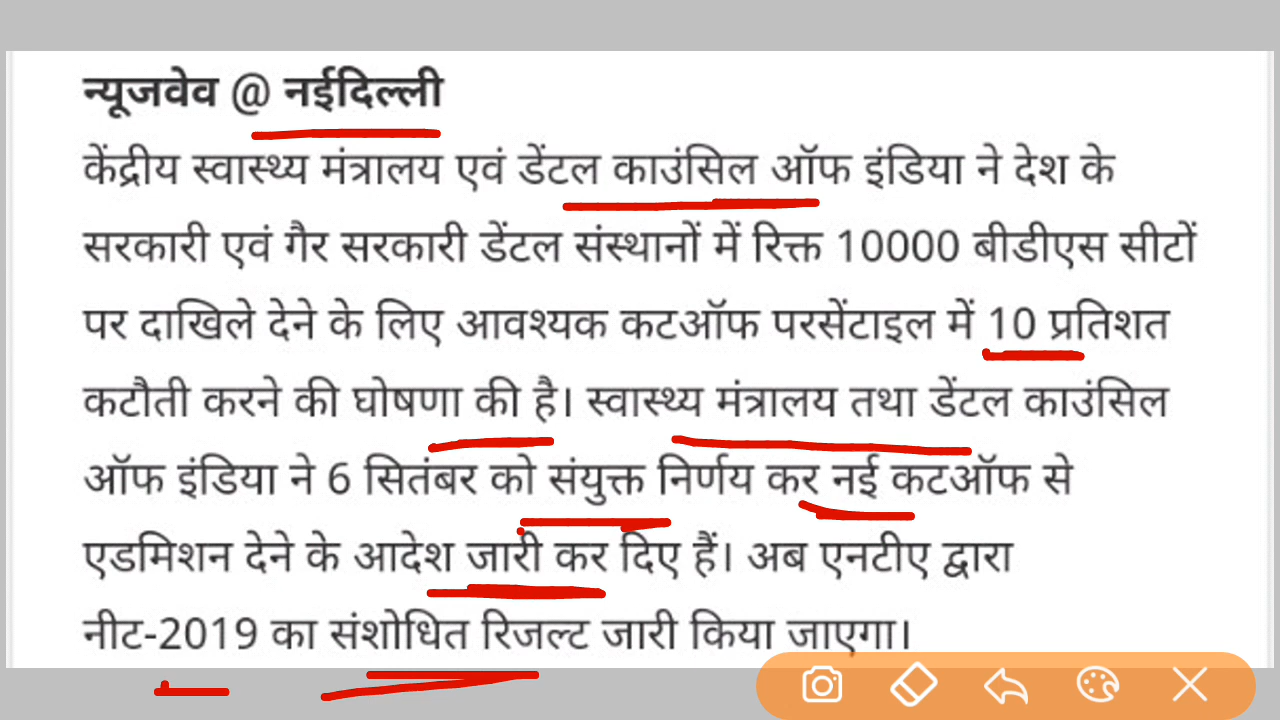 न्यूजवेव @ नईदिल्ली
केंद्रीय स्वास्थ्य मंत्रालय एवं डेंटल काउंसिल ऑफ इंडिया ने देश के
सरकारी एवं गैर सरकारी डेंटल संस्थानों में रिक्त 10000 बीडीएस सीटों
पर दाखिले देने के लिए आवश्यक कटऑफ परसेंटाइल में 10 प्रतिशत
कटौती करने की घोषणा की है। स्वास्थ्य मंत्रालय तथा डेंटल काउंसिल
ऑफ इंडिया ने 6 सितंबर को संयुक्त निर्णय कर नई कटऑफ से
एडमिशन देने के आदेश जारी कर दिए हैं। अब एनटीए द्वारा
नीट-2019 का संशोधित रिजल्ट जारी किया जाएगा।